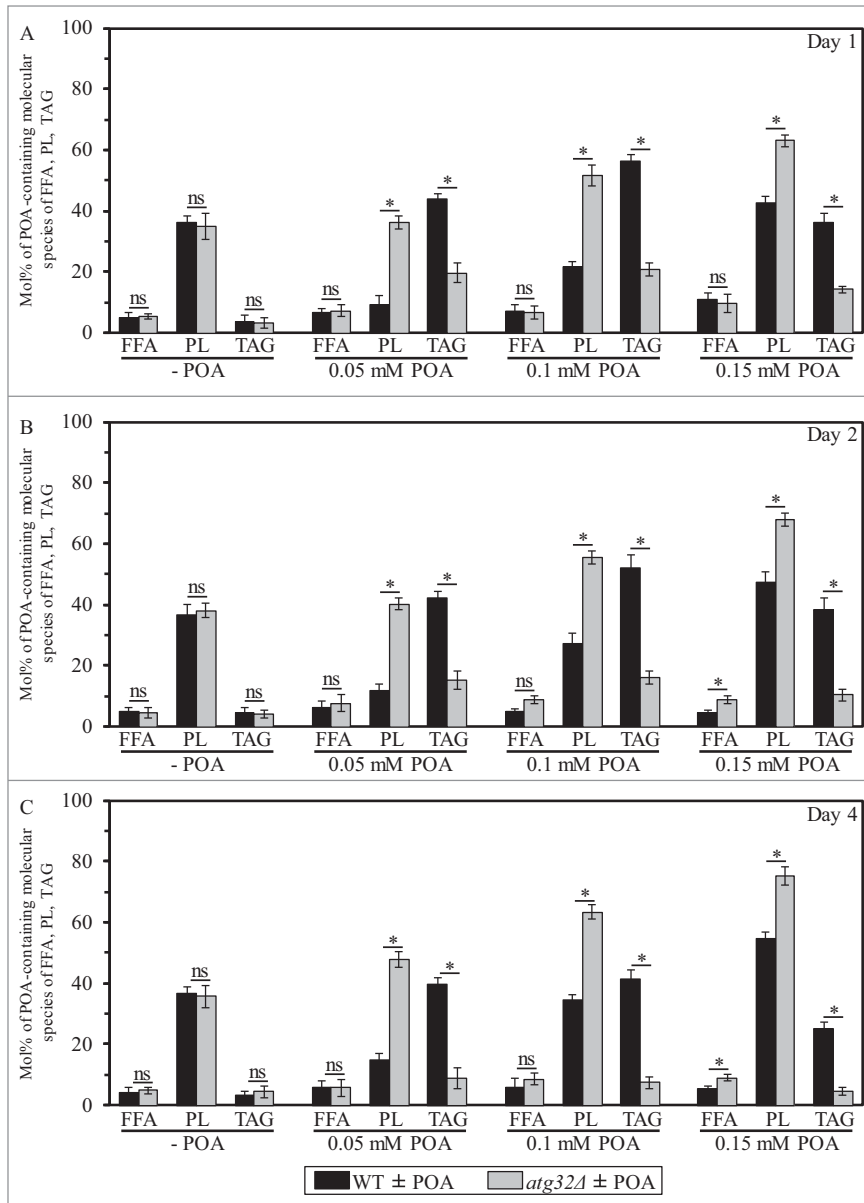 A
Day 1
Mol% of POA-containing molecular
species of FFA, PL, TAG
100
80
60
40
20
0
ns
ns
ns
ns
*
*
ns
*
*
ns
*
*
FFA PL TAG FFA PL TAG FFA PL TAG FFA PL TAG
- POA 0.05 mM POA 0.1 mM POA 0.15 mM POA
B
Day 2
Mol% of POA-containing molecular
species of FFA, PL, TAG
100
80
60
40
20
0
ns
ns
ns
ns
*
*
ns
*
*
*
*
*
FFA PL TAG FFA PL TAG FFA PL TAG FFA PL TAG
- POA 0.05 mM POA 0.1 mM POA 0.15 mM POA
C
Day 4
Mol% of POA-containing molecular
species of FFA, PL, TAG
100
80
60
40
20
0
ns
ns
ns
ns
*
*
ns
*
*
*
*
*
FFA PL TAG FFA PL TAG FFA PL TAG FFA PL TAG
- POA 0.05 mM POA 0.1 mM POA 0.15 mM POA
WT ± POA atg32Δ ± POA